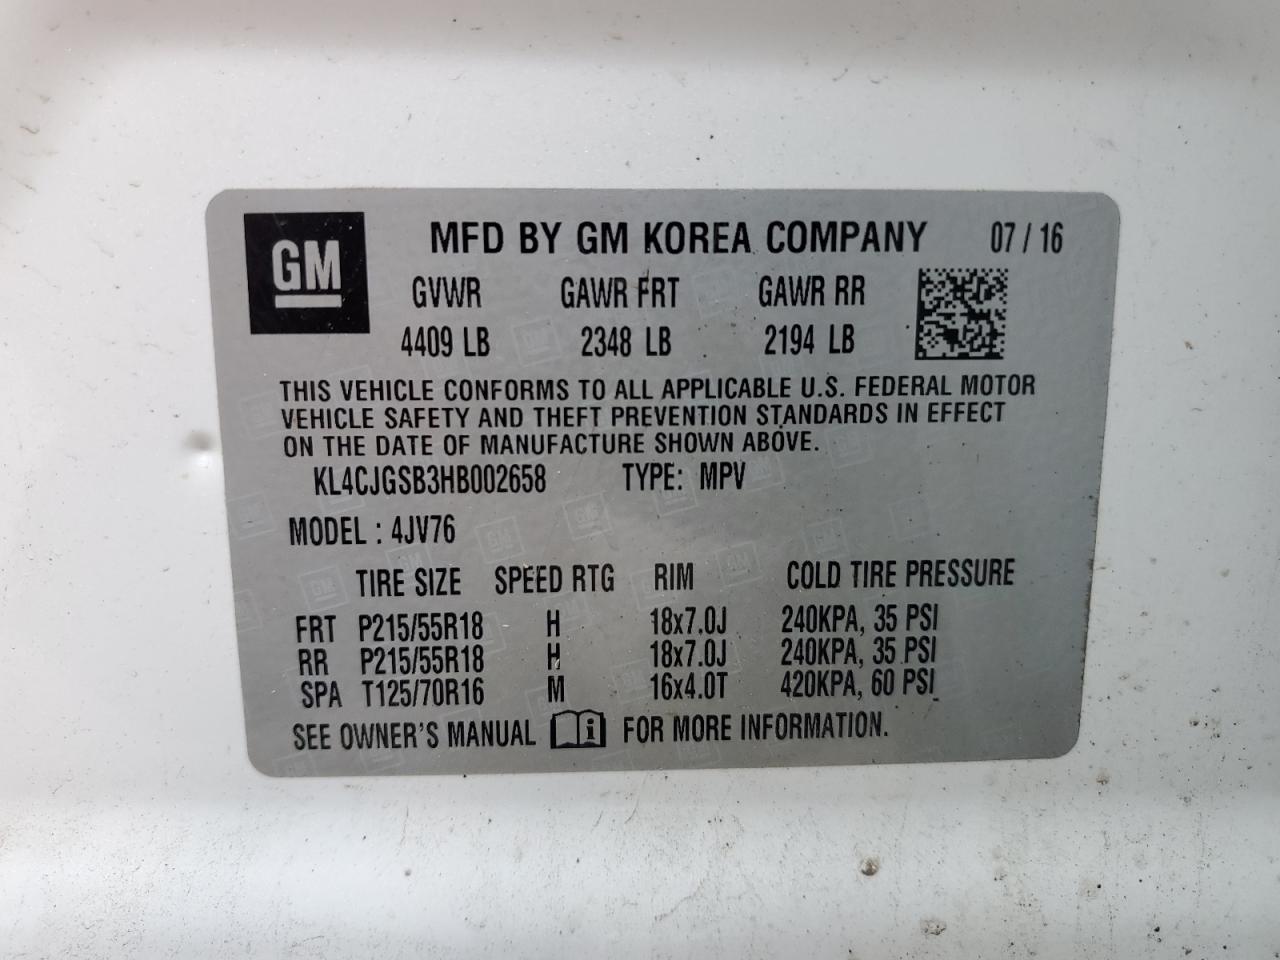 GM
MFD BY GM KOREA COMPANY 07 / 16
GVWR GAWR FRT GAWR RR
4409 LB 2348 LB 2194 LB
THIS VEHICLE CONFORMS TO ALL APPLICABLE U.S. FEDERAL MOTOR
VEHICLE SAFETY AND THEFT PREVENTION STANDARDS IN EFFECT
ON THE DATE OF MANUFACTURE SHOWN ABOVE.
KL4CJGSB3HB002658 TYPE: MPV
MODEL : 4JV76
TIRE SIZE SPEED RTG RIM COLD TIRE PRESSURE
FRT P215/55R18 H 18x7.0J 240KPA, 35 PSI
RR P215/55R18 H 18x7.0J 240KPA, 35 PSI
SPA T125/70R16 M 16x4.0T 420KPA, 60 PSI
SEE OWNER'S MANUAL i FOR MORE INFORMATION.